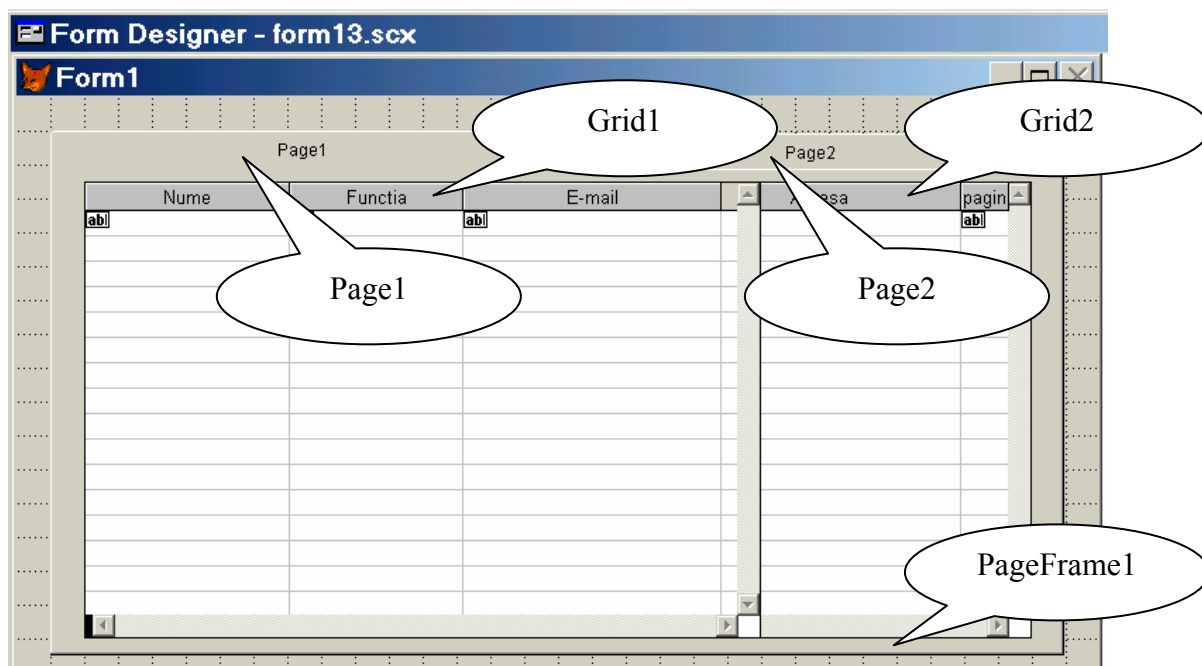 Form Designer - form13.scx
Form1
Grid1
Grid2
Page1
Page2
Nume Functia E-mail pagin
ab ab ab
Page1
Page2
PageFrame1